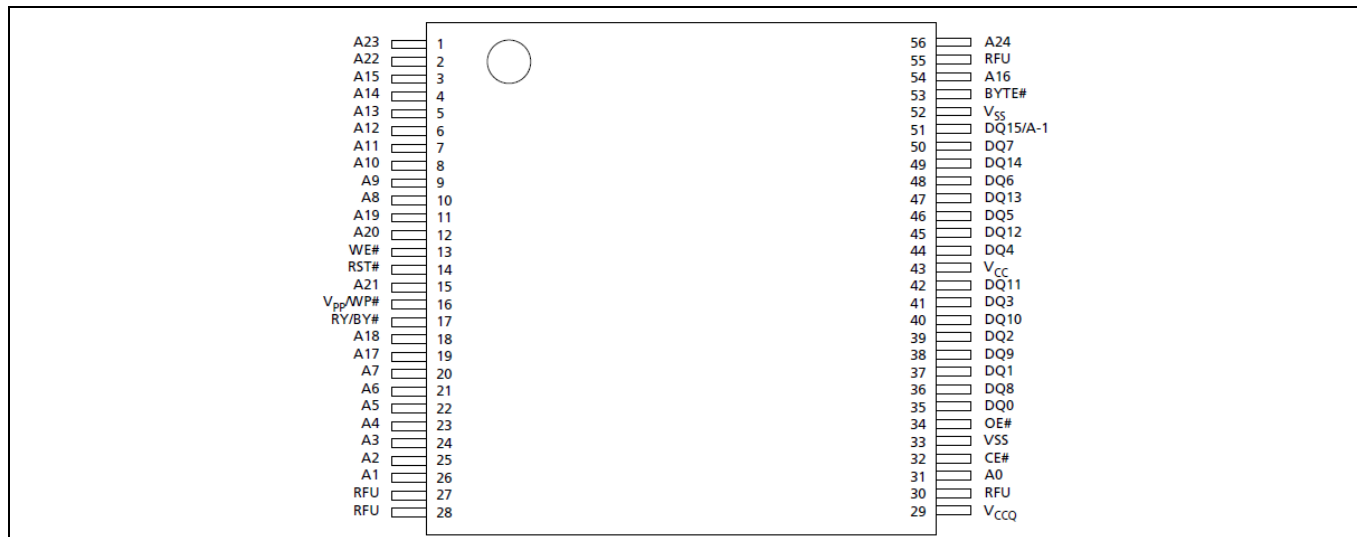 A23 1 56 A24
A22 2 55 RFU
A15 3 54 A16
A14 4 53 BYTE#
A13 5 52 VSS
A12 6 51 DQ15/A-1
A11 7 50 DQ7
A10 8 49 DQ14
A9 9 48 DQ6
A8 10 47 DQ13
A19 11 46 DQ5
A20 12 45 DQ12
WE# 13 44 DQ4
RST# 14 43 VCC
A21 15 42 DQ11
VPP/WP# 16 41 DQ3
RY/BY# 17 40 DQ10
A18 18 39 DQ2
A17 19 38 DQ9
A7 20 37 DQ1
A6 21 36 DQ8
A5 22 35 DQ0
A4 23 34 OE#
A3 24 33 VSS
A2 25 32 CE#
A1 26 31 A0
RFU 27 30 RFU
RFU 28 29 VCCQ